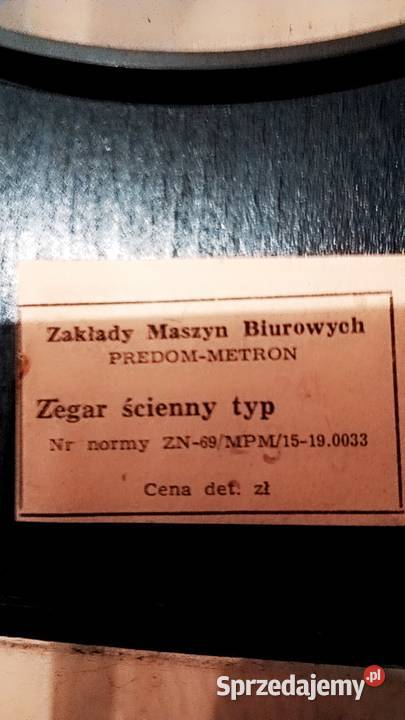 Zakłady Maszyn Biurowych
PREDOM-METRON
Zegar ścienny typ
Nr normy ZN-69/MPM/15-19.0033
Cena det. zł
Sprzedajemy.pl